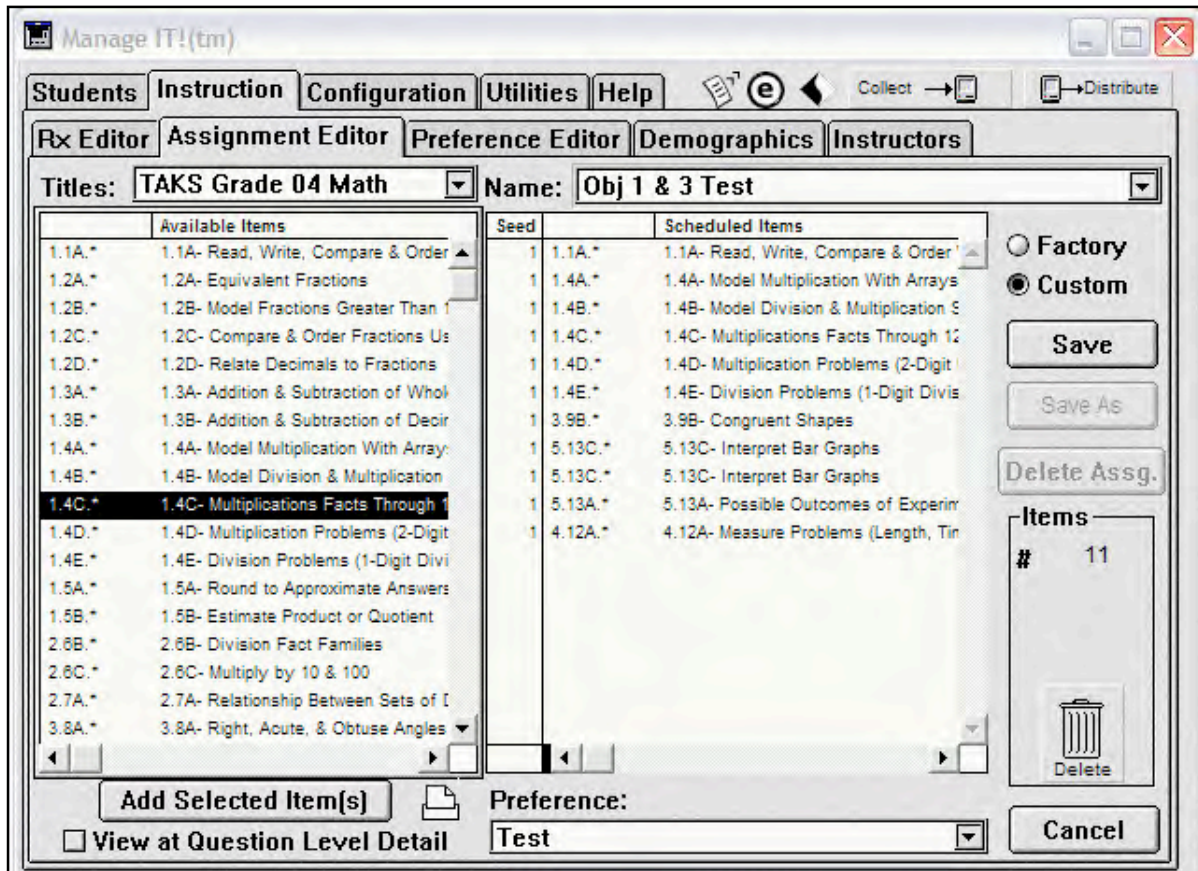 Manage IT!(tm)
Students Instruction Configuration Utilities Help e Collect → → Distribute
Rx Editor Assignment Editor Preference Editor Demographics Instructors
Titles: TAKS Grade 04 Math Name: Obj 1 & 3 Test
Available Items
1.1A.* 1.1A- Read, Write, Compare & Order
1.2A.* 1.2A- Equivalent Fractions
1.2B.* 1.2B- Model Fractions Greater Than 1
1.2C.* 1.2C- Compare & Order Fractions Us
1.2D.* 1.2D- Relate Decimals to Fractions
1.3A.* 1.3A- Addition & Subtraction of Whol
1.3B.* 1.3B- Addition & Subtraction of Decir
1.4A.* 1.4A- Model Multiplication With Array
1.4B.* 1.4B- Model Division & Multiplication
1.4C.* 1.4C- Multiplications Facts Through 1
1.4D.* 1.4D- Multiplication Problems (2-Digit
1.4E.* 1.4E- Division Problems (1-Digit Divi
1.5A.* 1.5A- Round to Approximate Answers
1.5B.* 1.5B- Estimate Product or Quotient
2.6B.* 2.6B- Division Fact Families
2.6C.* 2.6C- Multiply by 10 & 100
2.7A.* 2.7A- Relationship Between Sets of
3.8A.* 3.8A- Right, Acute, & Obtuse Angles
Add Selected Item(s)
View at Question Level Detail
Seed Scheduled Items
1 1.1A.* 1.1A- Read, Write, Compare & Order
1 1.4A.* 1.4A- Model Multiplication With Arrays
1 1.4B.* 1.4B- Model Division & Multiplication S
1 1.4C.* 1.4C- Multiplications Facts Through 12
1 1.4D.* 1.4D- Multiplication Problems (2-Digit
1 1.4E.* 1.4E- Division Problems (1-Digit Divis
1 3.9B.* 3.9B- Congruent Shapes
1 5.13C.* 5.13C- Interpret Bar Graphs
1 5.13C.* 5.13C- Interpret Bar Graphs
1 5.13A.* 5.13A- Possible Outcomes of Experim
1 4.12A.* 4.12A- Measure Problems (Length, Tim
Preference:
Test
Factory
Custom
Save
Save As
Delete Assg.
Items
# 11
Delete
Cancel